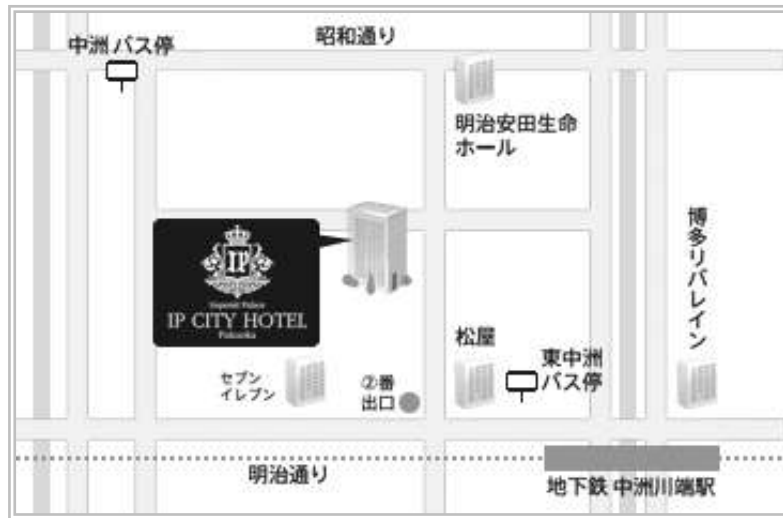 昭和通り
中洲 バス停
明治安田生命
ホール
博多リバレイン
IP
Imperial Palace
IP CITY HOTEL
Fukuoka
松屋
東中洲
バス停
セブン
イレブン
②番
出口
明治通り
地下鉄 中洲川端駅